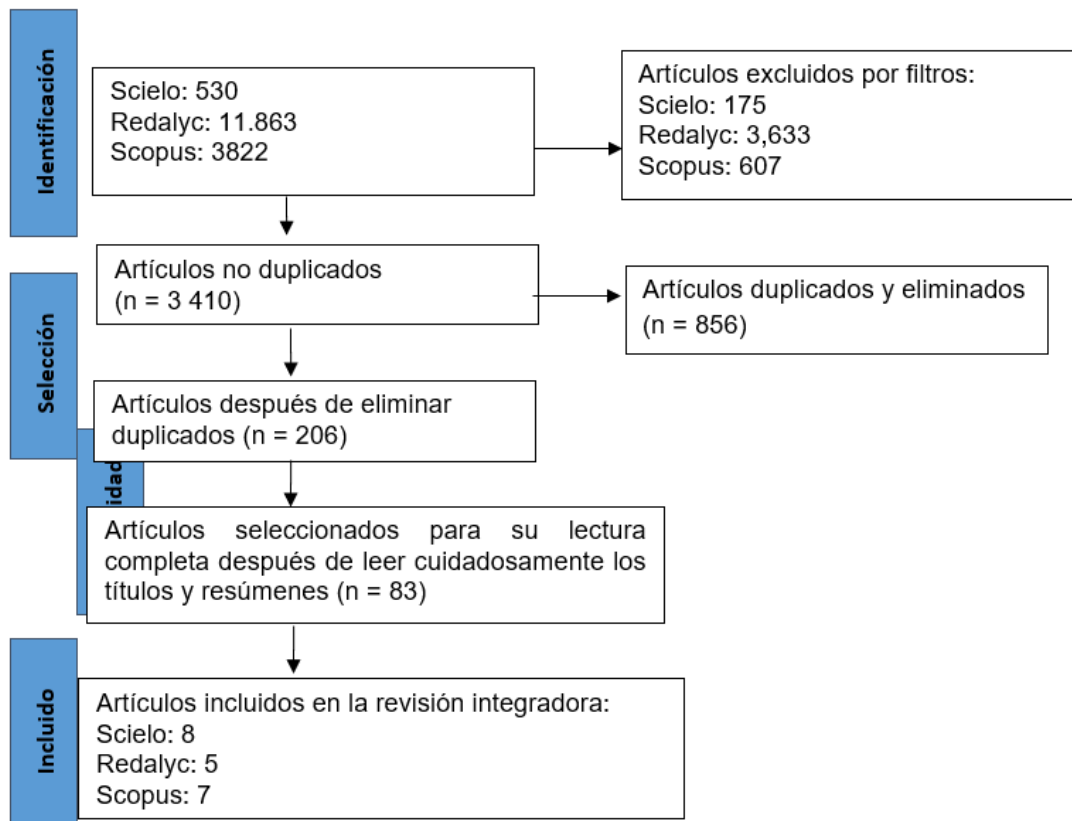 Identificación
Scielo: 530
Redalyc: 11.863
Scopus: 3822
Artículos excluidos por filtros:
Scielo: 175
Redalyc: 3,633
Scopus: 607
Selección
Artículos no duplicados
(n = 3 410)
Artículos duplicados y eliminados
(n = 856)
Artículos después de eliminar
duplicados (n = 206)
idad
Artículos seleccionados para su lectura
completa después de leer cuidadosamente los
títulos y resúmenes (n = 83)
Incluido
Artículos incluidos en la revisión integradora:
Scielo: 8
Redalyc: 5
Scopus: 7